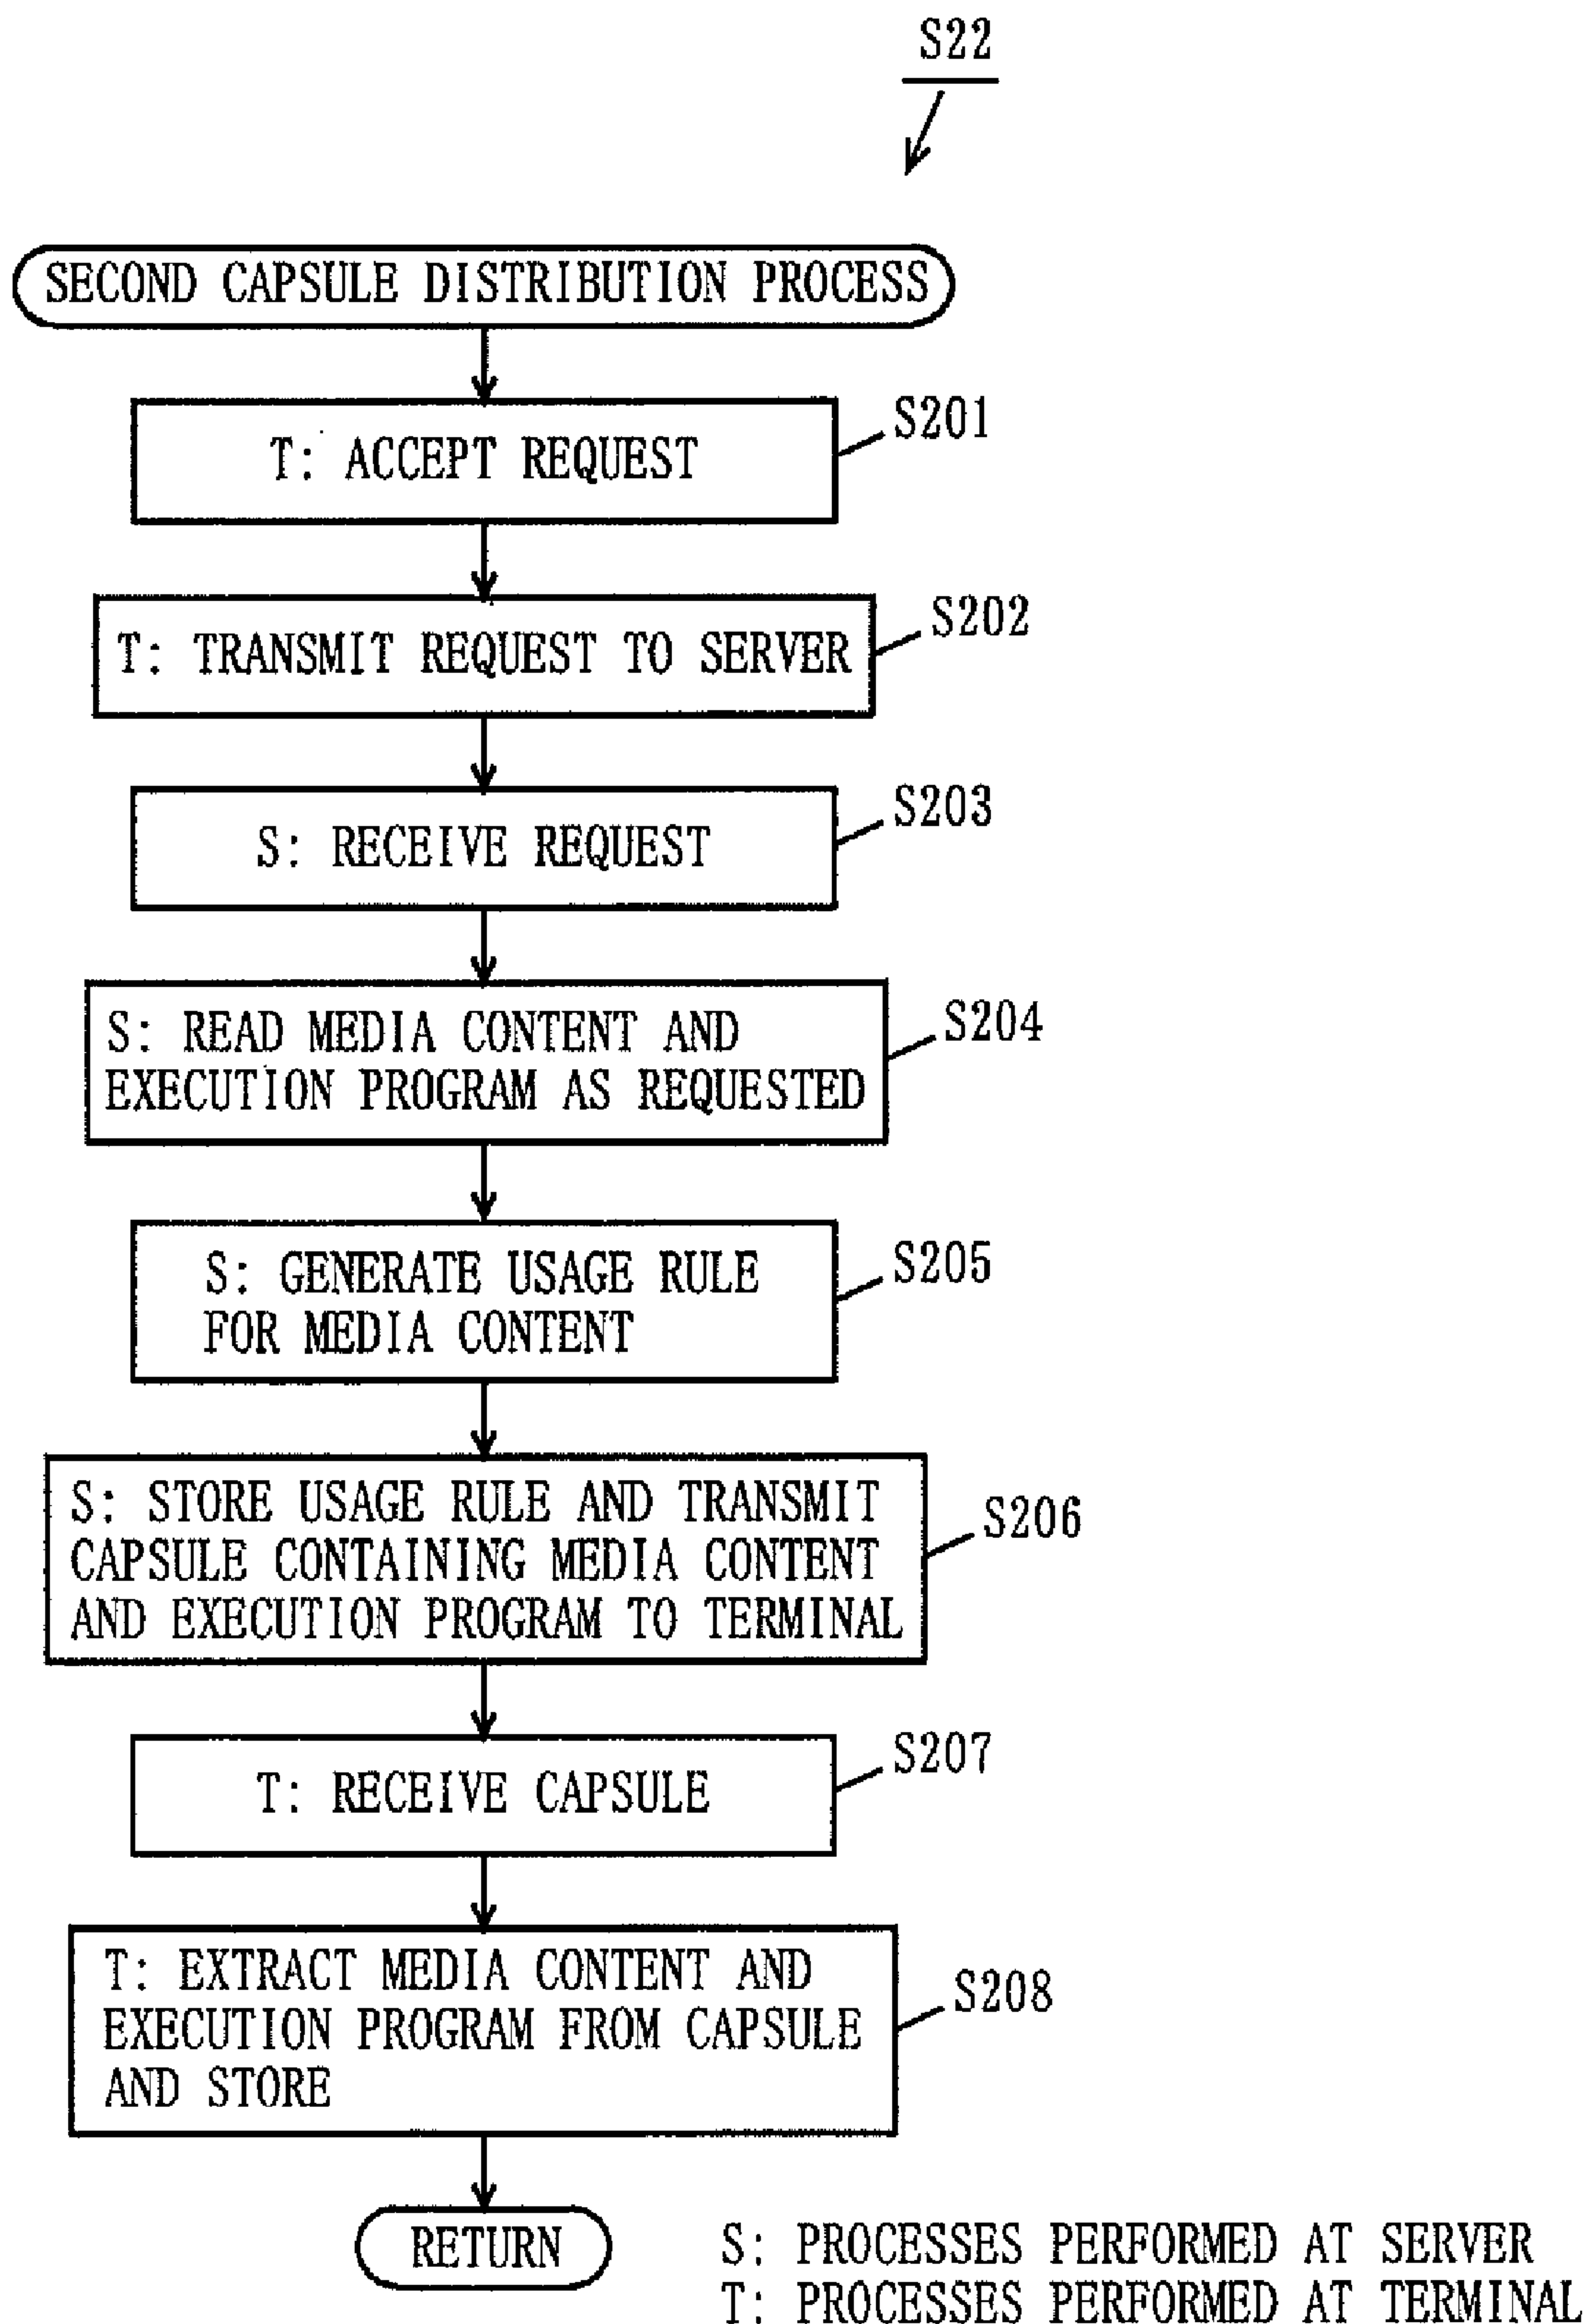 S22
SECOND CAPSULE DISTRIBUTION PROCESS
T: ACCEPT REQUEST
S201
T: TRANSMIT REQUEST TO SERVER
S202
S: RECEIVE REQUEST
S203
S: READ MEDIA CONTENT AND
EXECUTION PROGRAM AS REQUESTED
S204
S: GENERATE USAGE RULE
FOR MEDIA CONTENT
S205
S: STORE USAGE RULE AND TRANSMIT
CAPSULE CONTAINING MEDIA CONTENT
AND EXECUTION PROGRAM TO TERMINAL
S206
T: RECEIVE CAPSULE
S207
T: EXTRACT MEDIA CONTENT AND
EXECUTION PROGRAM FROM CAPSULE
AND STORE
S208
RETURN
S: PROCESSES PERFORMED AT SERVER
T: PROCESSES PERFORMED AT TERMINAL